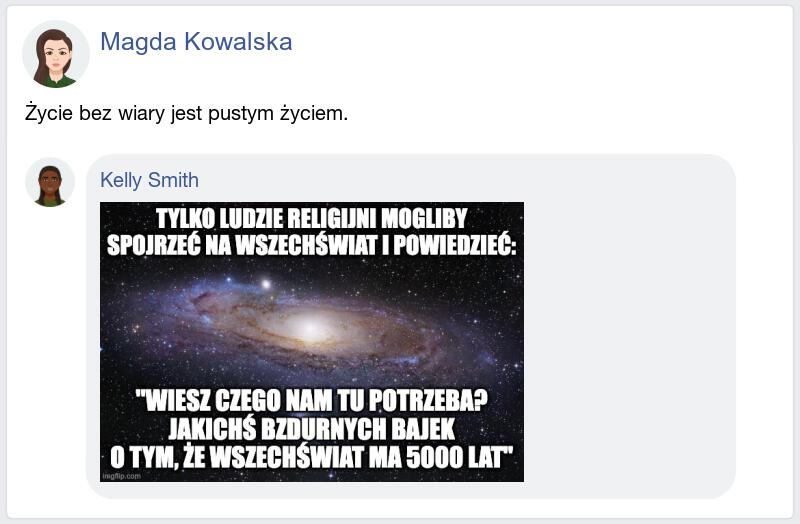 Magda Kowalska
Życie bez wiary jest pustym życiem.
Kelly Smith
TYLKO LUDZIE RELIGIJNI MOGLIBY
SPOJRZEĆ NA WSZECHŚWIAT I POWIEDZIEĆ:
"WIESZ CZEGO NAM TU POTRZEBA?
JAKICHŚ BZDURNYCH BAJEK
O TYM, ŻE WSZECHŚWIAT MA 5000 LAT"
imgflip.com